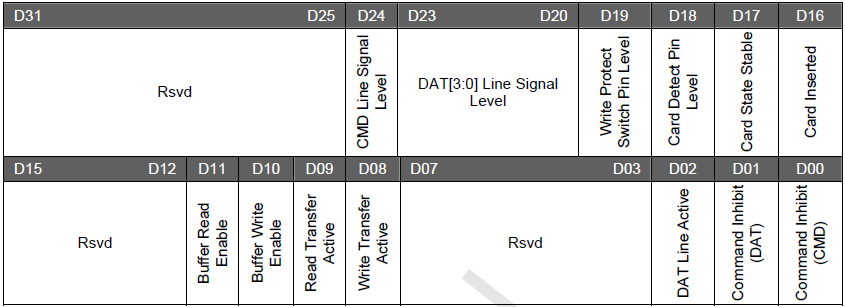 D31 D25 D24 D23 D20 D19 D18 D17 D16
Rsvd
CMD Line Signal
Level
DAT[3:0] Line Signal
Level
Write Protect
Switch Pin Level
Card Detect Pin
Level
Card State Stable
Card Inserted
D15 D12 D11 D10 D09 D08 D07 D03 D02 D01 D00
Rsvd
Buffer Read
Enable
Buffer Write
Enable
Read Transfer
Active
Write Transfer
Active
Rsvd
DAT Line Active
Command Inhibit
(DAT)
Command Inhibit
(CMD)